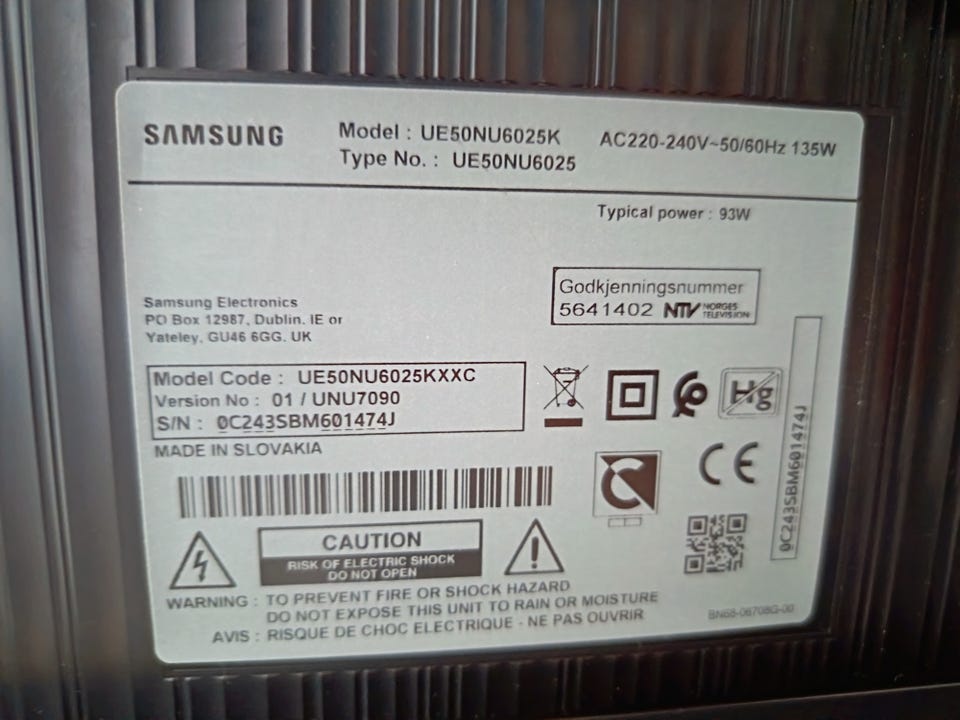 SAMSUNG
Model : UE50NU6025K
Type No. : UE50NU6025
AC220-240V~50/60Hz 135W
Typical power : 93W
Godkjenningsnummer
5641402 NTV NORGES TELEVISION
Samsung Electronics
PO Box 12987, Dublin. IE or
Yateley, GU46 6GG. UK
Model Code : UE50NU6025KXXC
Version No : 01 / UNU7090
S/N : 0C243SBM601474J
MADE IN SLOVAKIA
Hg
C
CE
0C243SBM601474J
CAUTION
RISK OF ELECTRIC SHOCK
DO NOT OPEN
WARNING : TO PREVENT FIRE OR SHOCK HAZARD
DO NOT EXPOSE THIS UNIT TO RAIN OR MOISTURE
AVIS : RISQUE DE CHOC ELECTRIQUE - NE PAS OUVRIR
BN68-06708G-00